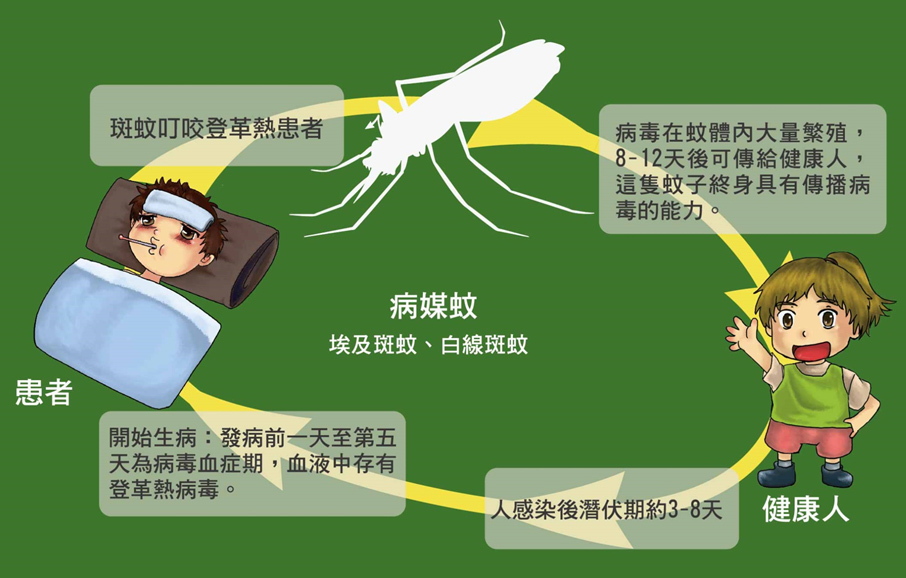 斑蚊叮咬登革熱患者
病毒在蚊體內大量繁殖，
8-12天後可傳給健康人，
這隻蚊子終身具有傳播病
毒的能力。
病媒蚊
埃及斑蚊、白線斑蚊
患者
開始生病：發病前一天至第五
天為病毒血症期，血液中存有
登革熱病毒。
人感染後潛伏期約3-8天
健康人